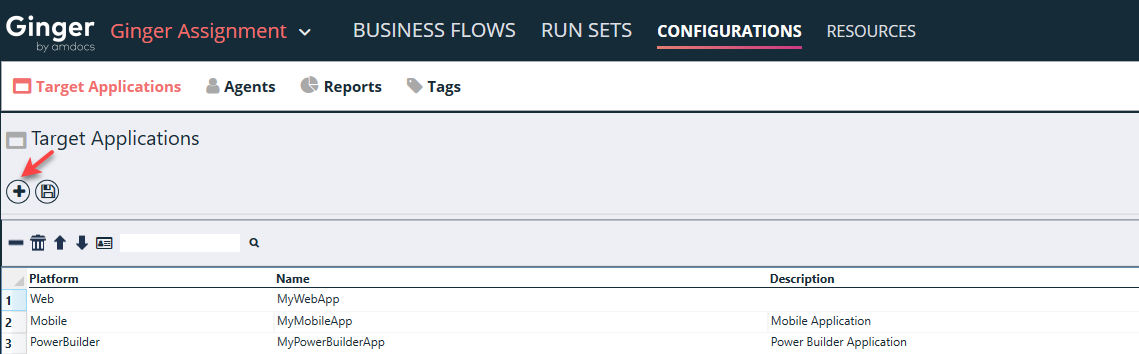 Ginger by amdocs Ginger Assignment BUSINESS FLOWS RUN SETS CONFIGURATIONS RESOURCES
Target Applications Agents Reports Tags
Target Applications
Platform Name Description
1 Web MyWebApp
2 Mobile MyMobileApp Mobile Application
3 PowerBuilder MyPowerBuilderApp Power Builder Application